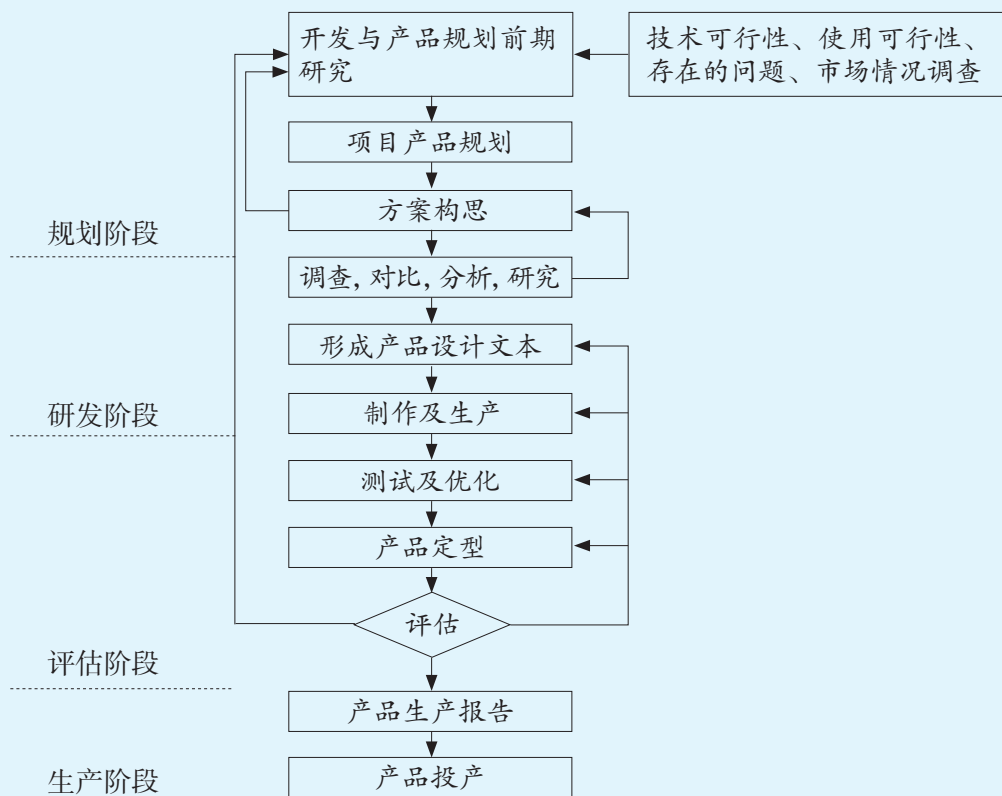 开发与产品规划前期
研究
技术可行性、使用可行性、
存在的问题、市场情况调查
项目产品规划
方案构思
规划阶段
调查,对比,分析,研究
形成产品设计文本
制作及生产
研发阶段
测试及优化
产品定型
评估
评估阶段
产品生产报告
产品投产
生产阶段